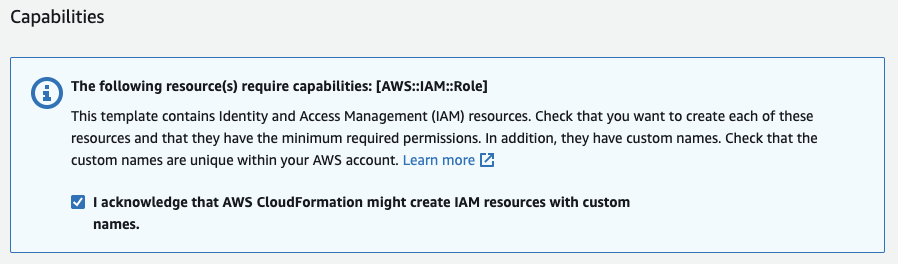 Capabilities
The following resource(s) require capabilities: [AWS::IAM::Role]
This template contains Identity and Access Management (IAM) resources. Check that you want to create each of these
resources and that they have the minimum required permissions. In addition, they have custom names. Check that the
custom names are unique within your AWS account. Learn more
I acknowledge that AWS CloudFormation might create IAM resources with custom
names.